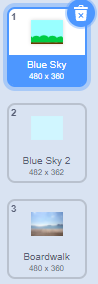 1
Blue Sky
480 x 360
2
Blue Sky 2
482 x 362
3
Boardwalk
480 x 360